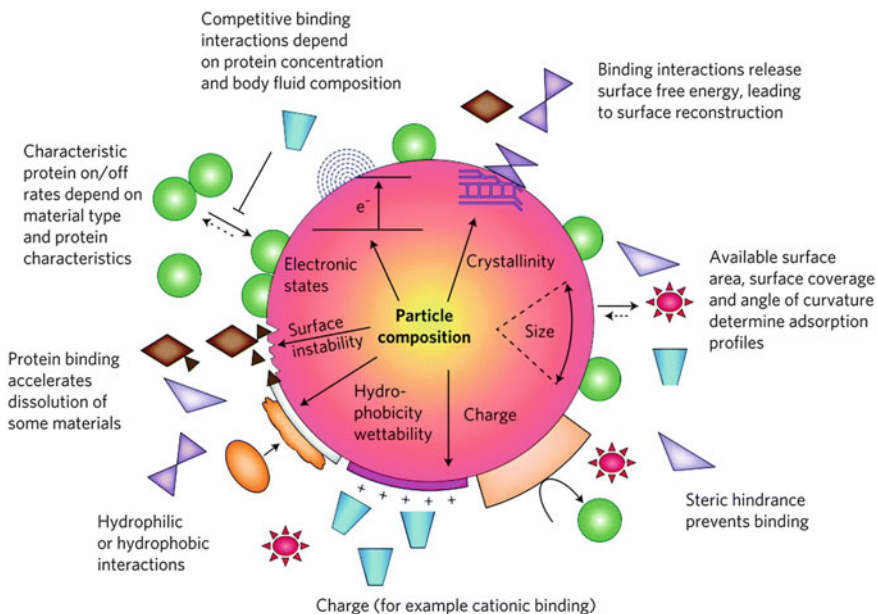 Competitive binding
interactions depend
on protein concentration
and body fluid composition
Binding interactions release
surface free energy, leading
to surface reconstruction
Characteristic
protein on/off
rates depend on
material type
and protein
characteristics
e-
Electronic
states
Crystallinity
Available surface
area, surface coverage
and angle of curvature
determine adsorption
profiles
Particle
composition
Surface
instability
Size
Protein binding
accelerates
dissolution of
some materials
Hydro-
phobicity
wettability
Charge
+ + + + + +
Steric hindrance
prevents binding
Hydrophilic
or hydrophobic
interactions
Charge (for example cationic binding)